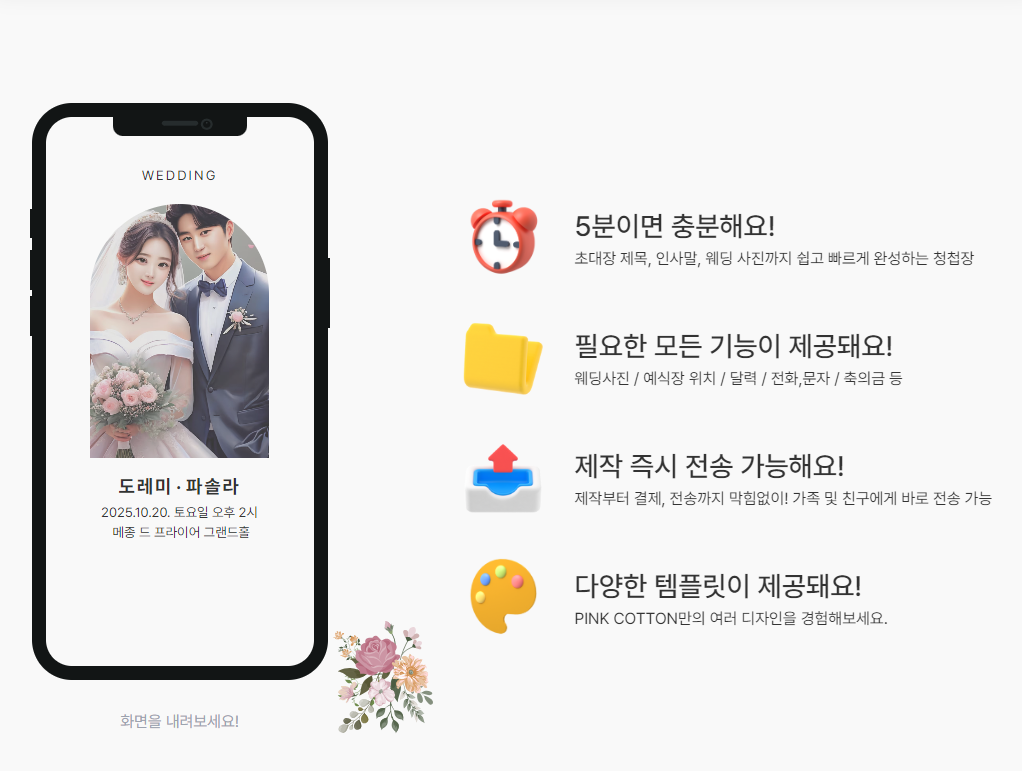 WEDDING
도레미 · 파솔라
2025.10.20. 토요일 오후 2시
메종 드 프라이어 그랜드홀
화면을 내려보세요!
5분이면 충분해요!
초대장 제목, 인사말, 웨딩 사진까지 쉽고 빠르게 완성하는 청첩장
필요한 모든 기능이 제공돼요!
웨딩사진 / 예식장 위치 / 달력 / 전화,문자 / 축의금 등
제작 즉시 전송 가능해요!
제작부터 결제, 전송까지 막힘없이! 가족 및 친구에게 바로 전송 가능
다양한 템플릿이 제공돼요!
PINK COTTON만의 여러 디자인을 경험해보세요.